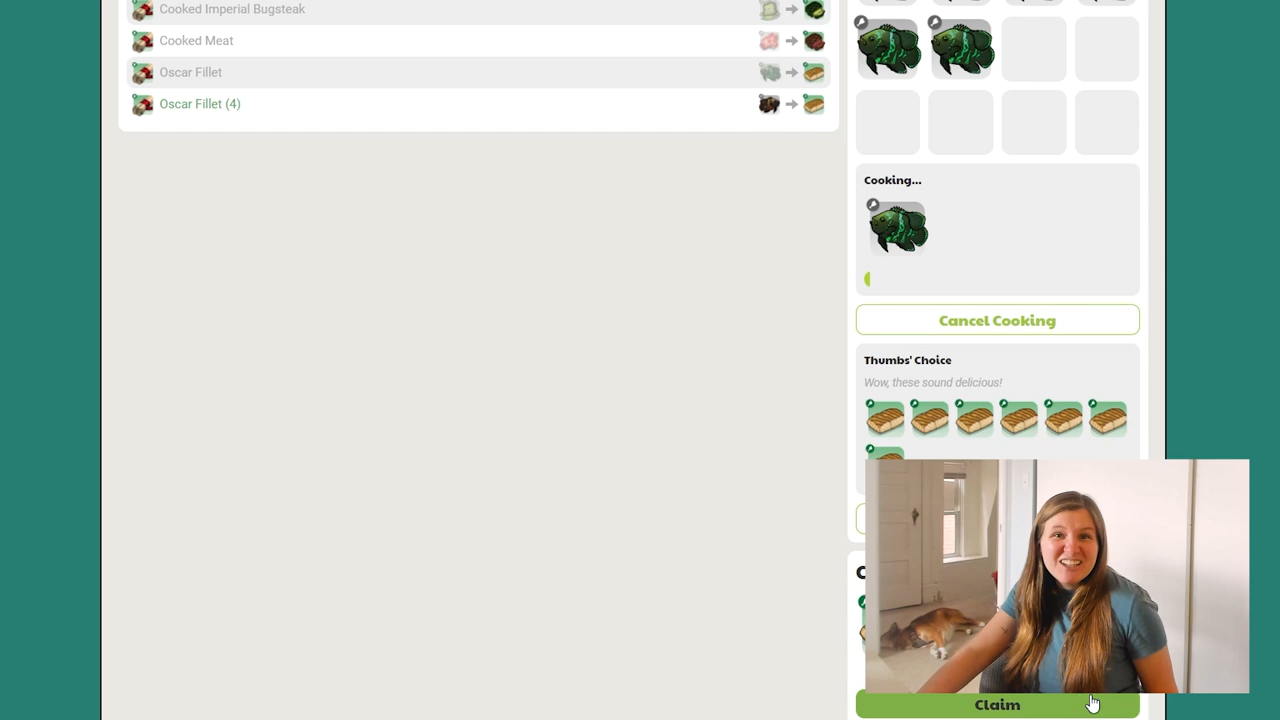 Cooked Imperial Bugsteak
Cooked Meat
Oscar Fillet
Oscar Fillet (4)
Cooking...
Cancel Cooking
Thumbs' Choice
Wow, these sound delicious!
Claim